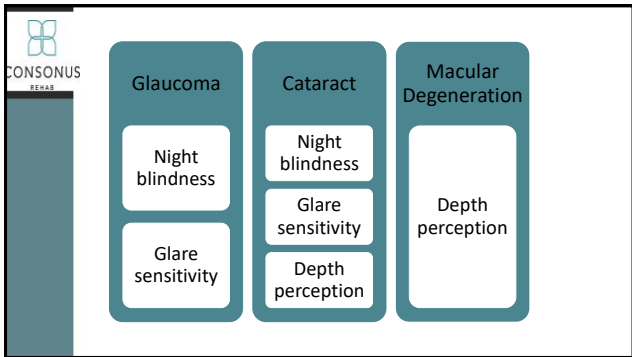 CONSONUS
REHAB
Glaucoma
Night
blindness
Glare
sensitivity
Cataract
Night
blindness
Glare
sensitivity
Depth
perception
Macular
Degeneration
Depth
perception